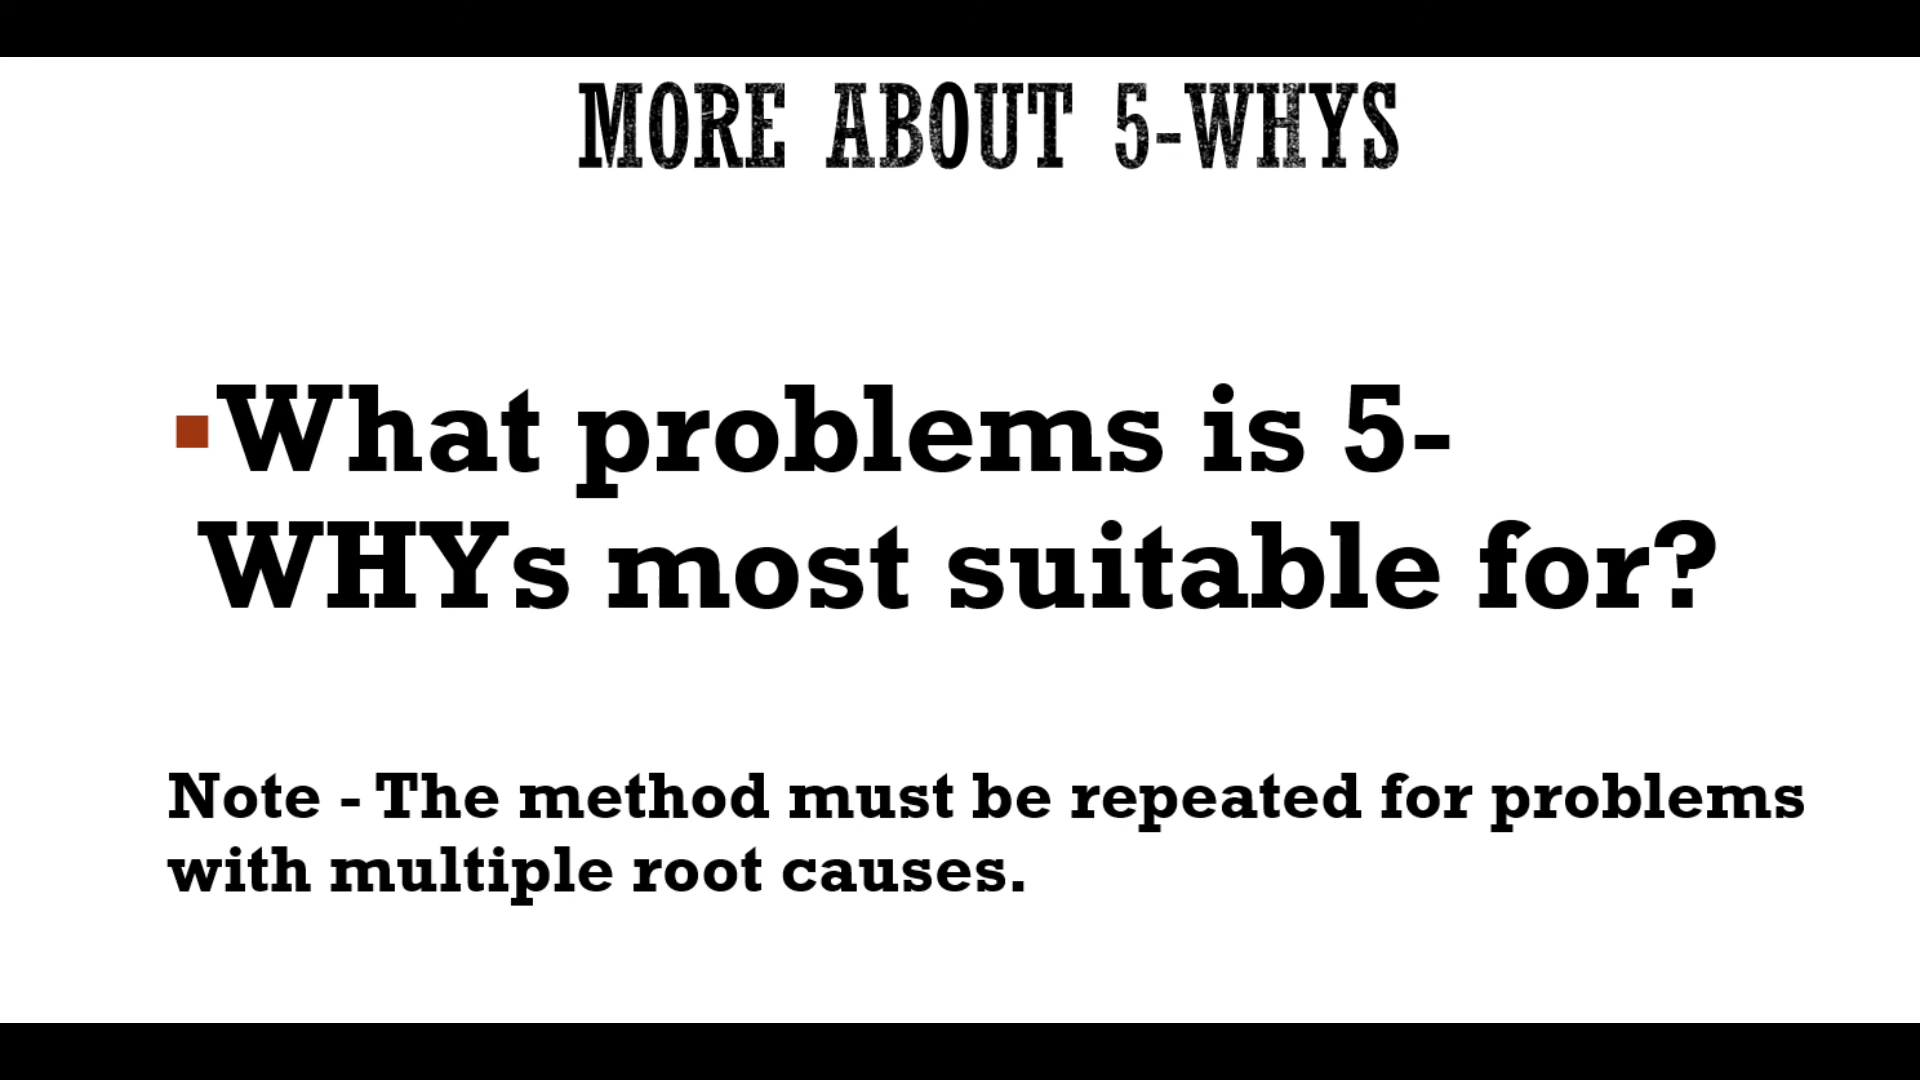 MORE ABOUT 5-WHYS
What problems is 5-
WHYs most suitable for?
Note - The method must be repeated for problems
with multiple root causes.